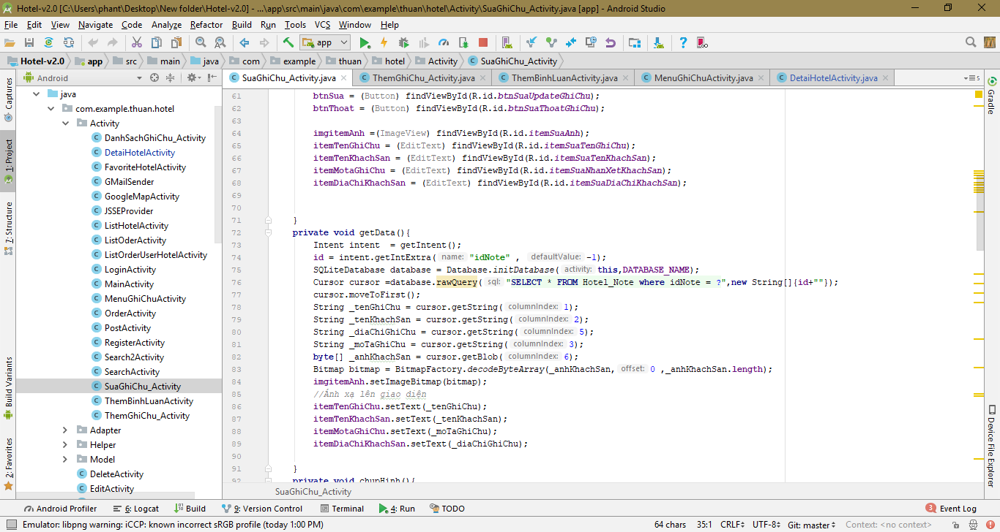 Hotel-v2.0 [C:\Users\phant\Desktop\New folder\Hotel-v2.0] - ...\app\src\main\java\com\example\thuan\hotel\Activity\SuaGhiChu_Activity.java [app] - Android Studio
File Edit View Navigate Code Analyze Refactor Build Run Tools VCS Window Help
app
Hotel-v2.0 app src main java com example thuan hotel Activity SuaGhiChu_Activity
Android
SuaGhiChu_Activity.java ThemGhiChu_Activity.java ThemBinhLuanActivity.java MenuGhiChuActivity.java DetaiHotelActivity.java
5
Captures
1: Project
7: Structure
Build Variants
2: Favorites
java
com.example.thuan.hotel
Activity
DanhSachGhiChu_Activity
DetaiHotelActivity
FavoriteHotelActivity
GMailSender
GoogleMapActivity
JSSEProvider
ListHotelActivity
ListOderActivity
ListOrderUserHotelActivity
LoginActivity
MainActivity
MenuGhiChuActivity
OrderActivity
PostActivity
RegisterActivity
Search2Activity
SearchActivity
SuaGhiChu_Activity
ThemBinhLuanActivity
ThemGhiChu_Activity
Adapter
Helper
Model
DeleteActivity
EditActivity
61 btnSua = (Button) findViewById(R.id.btnSuaUpdateGhiChu);
62 btnThoat = (Button) findViewById(R.id.btnSuaThoatGhiChu);
63
64 imgitemAnh =(ImageView) findViewById(R.id.itemSuaAnh);
65 itemTenGhiChu = (EditText) findViewById(R.id.itemSuaTenGhiChu);
66 itemTenKhachSan = (EditText) findViewById(R.id.itemSuaTenKhachSan);
67 itemMotaGhiChu = (EditText) findViewById(R.id.itemSuaNhanXetKhachSan);
68 itemDiaChiKhachSan = (EditText) findViewById(R.id.itemSuaDiaChiKhachSan);
69
70
71 }
72 private void getData(){
73 Intent intent  = getIntent();
74 id = intent.getIntExtra( name: "idNote" , defaultValue: -1);
75 SQLiteDatabase database = Database.initDatabase( activity: this,DATABASE_NAME);
76 Cursor cursor =database.rawQuery( sql: "SELECT * FROM Hotel_Note where idNote = ?",new String[]{id+""});
77 cursor.moveToFirst();
78 String _tenGhiChu = cursor.getString( columnIndex: 1);
79 String _tenKhachSan = cursor.getString( columnIndex: 2);
80 String _diaChiGhiChu = cursor.getString( columnIndex: 5);
81 String _moTaGhiChu = cursor.getString( columnIndex: 3);
82 byte[] _anhKhachSan = cursor.getBlob( columnIndex: 6);
83 Bitmap bitmap = BitmapFactory.decodeByteArray(_anhKhachSan, offset: 0 ,_anhKhachSan.length);
84 imgitemAnh.setImageBitmap(bitmap);
85 //Ánh xạ lên giao diện
86 itemTenGhiChu.setText(_tenGhiChu);
87 itemTenKhachSan.setText(_tenKhachSan);
88 itemMotaGhiChu.setText(_moTaGhiChu);
89 itemDiaChiKhachSan.setText(_diaChiGhiChu);
90
91 }
92 private void chupHinh(){
SuaGhiChu_Activity
Gradle
Device File Explorer
Android Profiler 6: Logcat Build 9: Version Control Terminal 4: Run TODO 3 Event Log
Emulator: libpng warning: iCCP: known incorrect sRGB profile (today 1:00 PM) 64 chars 35:1 CRLF UTF-8 Git: master Context: <no context>